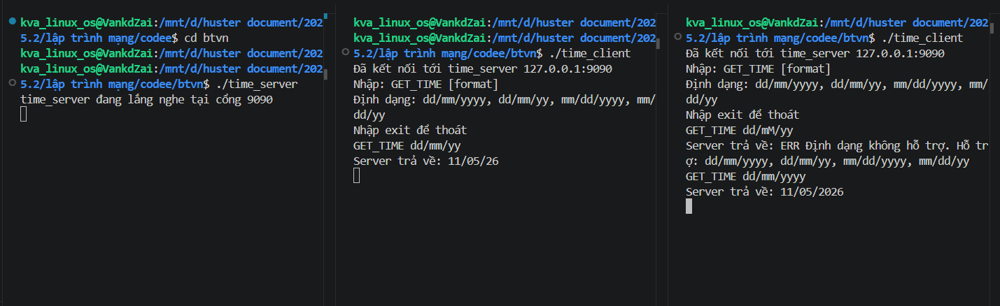 kva_linux_os@VankdZai:/mnt/d/huster document/202
5.2/lập trình mạng/codee$ cd btvn
kva_linux_os@VankdZai:/mnt/d/huster document/202
kva_linux_os@VankdZai:/mnt/d/huster document/202
5.2/lập trình mạng/codee/btvn$ ./time_server
time_server đang lắng nghe tại cổng 9090
kva_linux_os@VankdZai:/mnt/d/huster document/202
kva_linux_os@VankdZai:/mnt/d/huster document/202
5.2/lập trình mạng/codee/btvn$ ./time_client
Đã kết nối tới time_server 127.0.0.1:9090
Nhập: GET_TIME [format]
Định dạng: dd/mm/yyyy, dd/mm/yy, mm/dd/yyyy, mm/
dd/yy
Nhập exit để thoát
GET_TIME dd/mm/yy
Server trả về: 11/05/26
kva_linux_os@VankdZai:/mnt/d/huster document/202
5.2/lập trình mạng/codee/btvn$ ./time_client
Đã kết nối tới time_server 127.0.0.1:9090
Nhập: GET_TIME [format]
Định dạng: dd/mm/yyyy, dd/mm/yy, mm/dd/yyyy, mm/
dd/yy
Nhập exit để thoát
GET_TIME dd/mM/yy
Server trả về: ERR Định dạng không hỗ trợ. Hỗ tr
ợ: dd/mm/yyyy, dd/mm/yy, mm/dd/yyyy, mm/dd/yy
GET_TIME dd/mm/yyyy
Server trả về: 11/05/2026